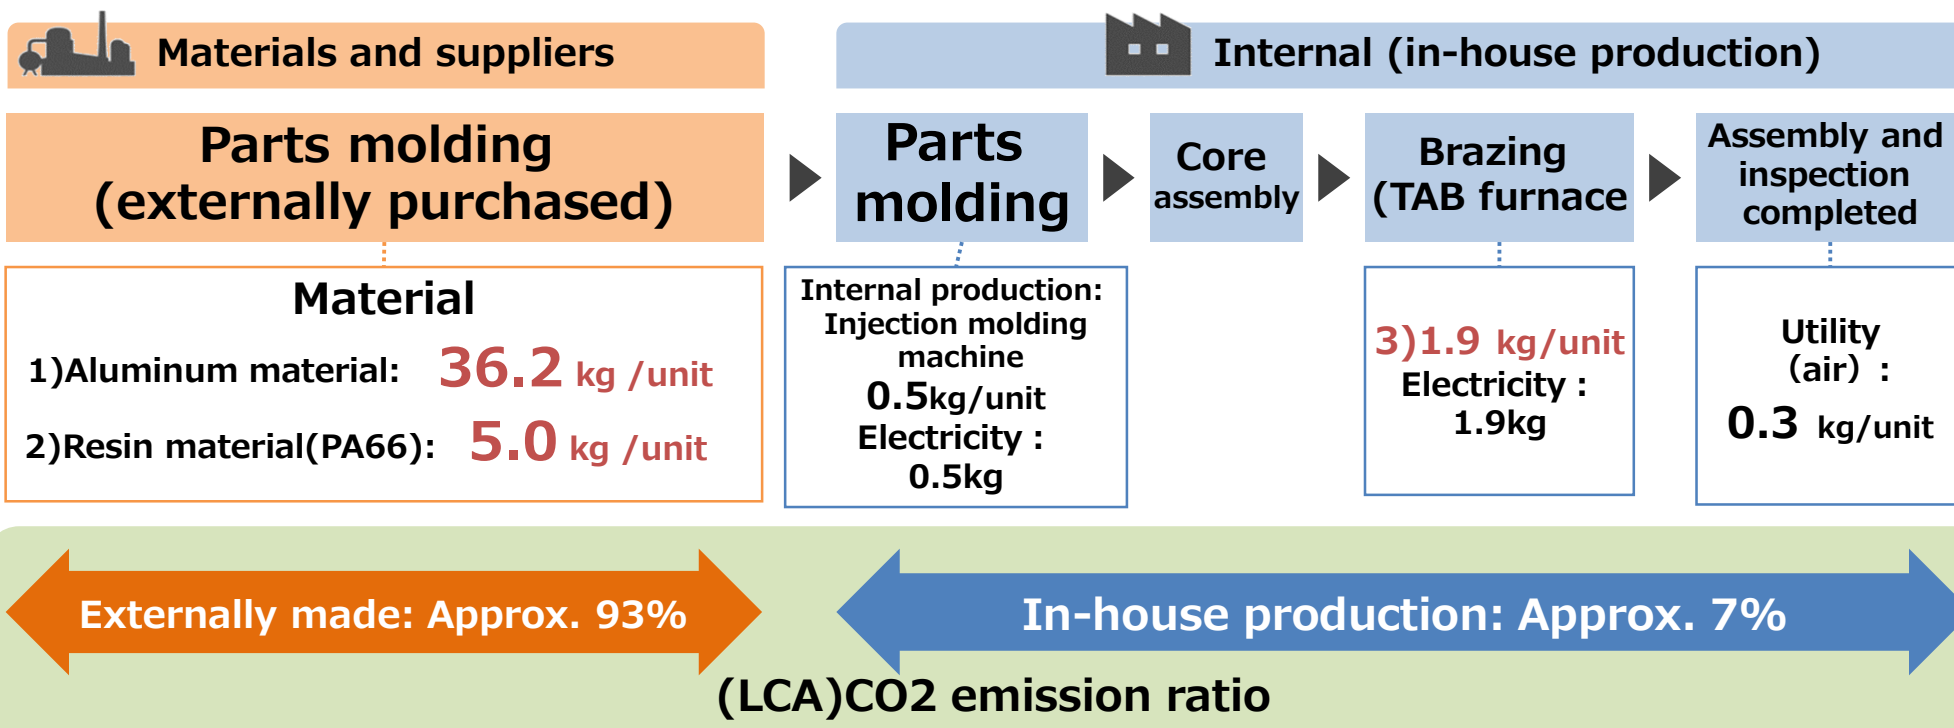 Materials and suppliers
Internal (in-house production)
Parts molding
(externally purchased)
Parts
molding
Core
assembly
Brazing
(TAB furnace
Assembly and
inspection
completed
Material
1)Aluminum material: 36.2 kg /unit
2)Resin material(PA66): 5.0 kg /unit
Internal production:
Injection molding
machine
0.5kg/unit
Electricity :
0.5kg
3)1.9 kg/unit
Electricity :
1.9kg
Utility
（air）:
0.3 kg/unit
Externally made: Approx. 93%
In-house production: Approx. 7%
(LCA)CO2 emission ratio